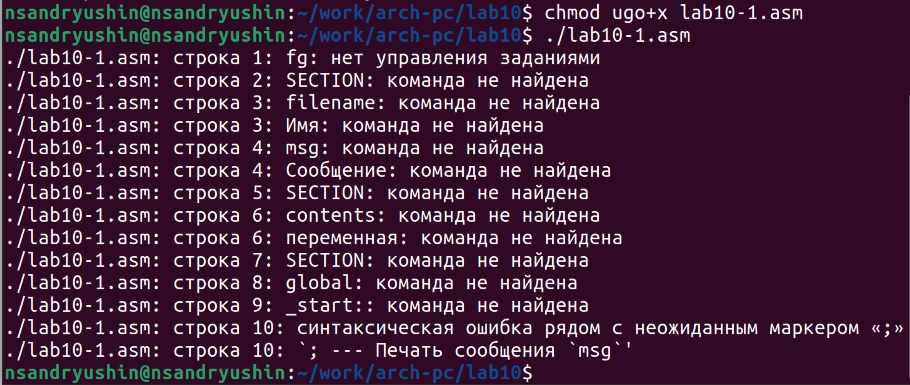 nsandryushin@nsandryushin:~/work/arch-pc/lab10$ chmod ugo+x lab10-1.asm
nsandryushin@nsandryushin:~/work/arch-pc/lab10$ ./lab10-1.asm
./lab10-1.asm: строка 1: fg: нет управления заданиями
./lab10-1.asm: строка 2: SECTION: команда не найдена
./lab10-1.asm: строка 3: filename: команда не найдена
./lab10-1.asm: строка 3: Имя: команда не найдена
./lab10-1.asm: строка 4: msg: команда не найдена
./lab10-1.asm: строка 4: Сообщение: команда не найдена
./lab10-1.asm: строка 5: SECTION: команда не найдена
./lab10-1.asm: строка 6: contents: команда не найдена
./lab10-1.asm: строка 6: переменная: команда не найдена
./lab10-1.asm: строка 7: SECTION: команда не найдена
./lab10-1.asm: строка 8: global: команда не найдена
./lab10-1.asm: строка 9: _start:: команда не найдена
./lab10-1.asm: строка 10: синтаксическая ошибка рядом с неожиданным маркером «;»
./lab10-1.asm: строка 10: `; --- Печать сообщения `msg`'
nsandryushin@nsandryushin:~/work/arch-pc/lab10$